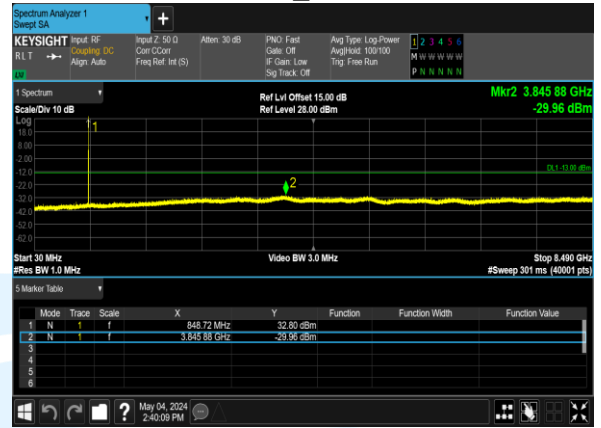 Spectrum Analyzer 1
Swept SA
+
KEYSIGHT Input: RF Input Z: 50 Ω Atten: 30 dB PNO: Fast Avg Type: Log-Power 1 2 3 4 5 6
RLT Coupling: DC Corr CCorr Gate: Off Avg|Hold: 100/100 M W W W W W
Align: Auto Freq Ref: Int (S) IF Gain: Low Trig: Free Run
Sig Track: Off P N N N N N
1 Spectrum Ref Lvl Offset 15.00 dB Mkr2 3.845 88 GHz
Scale/Div 10 dB Ref Level 28.00 dBm -29.96 dBm
Log
18.0
8.00
-2.00
-12.0
-22.0
-32.0
-42.0
-52.0
-62.0
1
2
DL1 -13.00 dBm
Start 30 MHz Video BW 3.0 MHz Stop 8.490 GHz
#Res BW 1.0 MHz #Sweep 301 ms (40001 pts)
5 Marker Table
Mode Trace Scale X Y Function Function Width Function Value
1 N 1 f 848.72 MHz 32.80 dBm
2 N 1 f 3.845 88 GHz -29.96 dBm
3
4
5
6
? May 04, 2024
2:40:09 PM